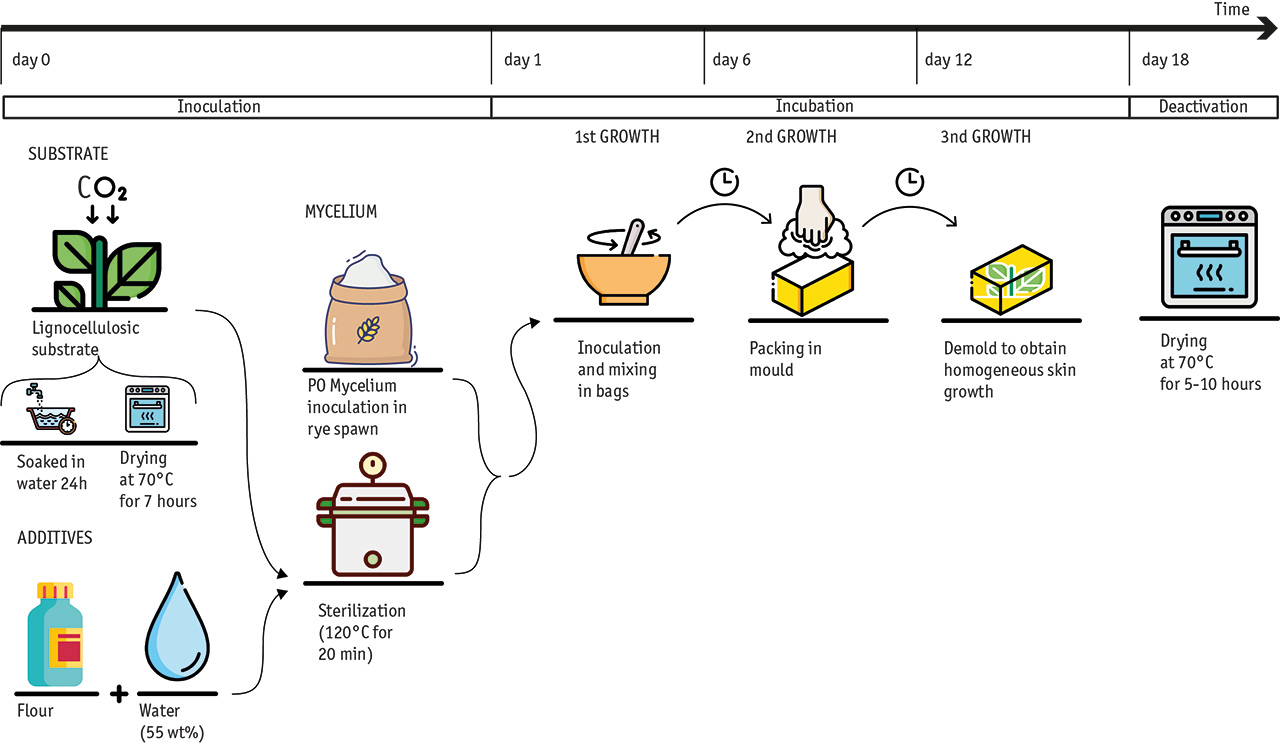 Time
day 0
day 1
day 6
day 12
day 18
Inoculation
Incubation
Deactivation
1st GROWTH
2nd GROWTH
3nd GROWTH
SUBSTRATE
CO₂
Lignocellulosic
substrate
Soaked in
water 24h
Drying
at 70°C
for 7 hours
ADDITIVES
Flour
+
Water
(55 wt%)
MYCELIUM
PO Mycelium
inoculation in
rye spawn
Sterilization
(120°C for
20 min)
Inoculation
and mixing
in bags
Packing in
mould
Demold to obtain
homogeneous skin
growth
Drying
at 70°C
for 5-10 hours